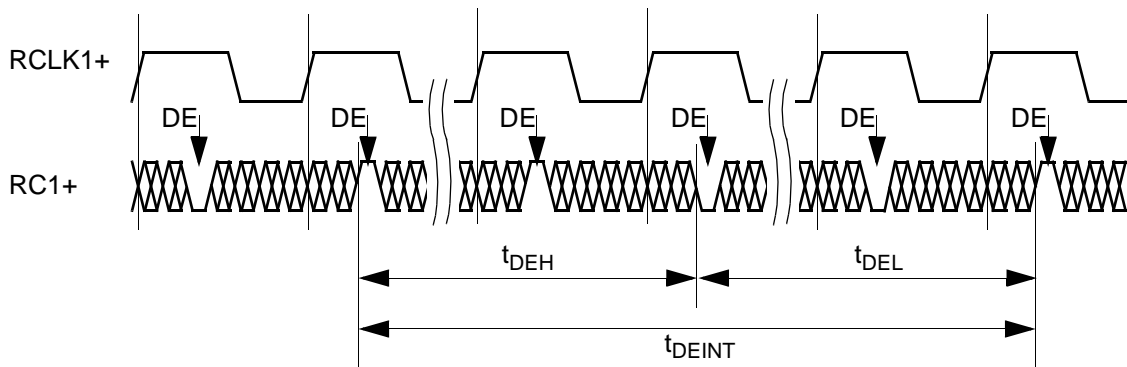 RCLK1+
DE DE DE DE DE DE
RC1+
tDEH tDEL
tDEINT